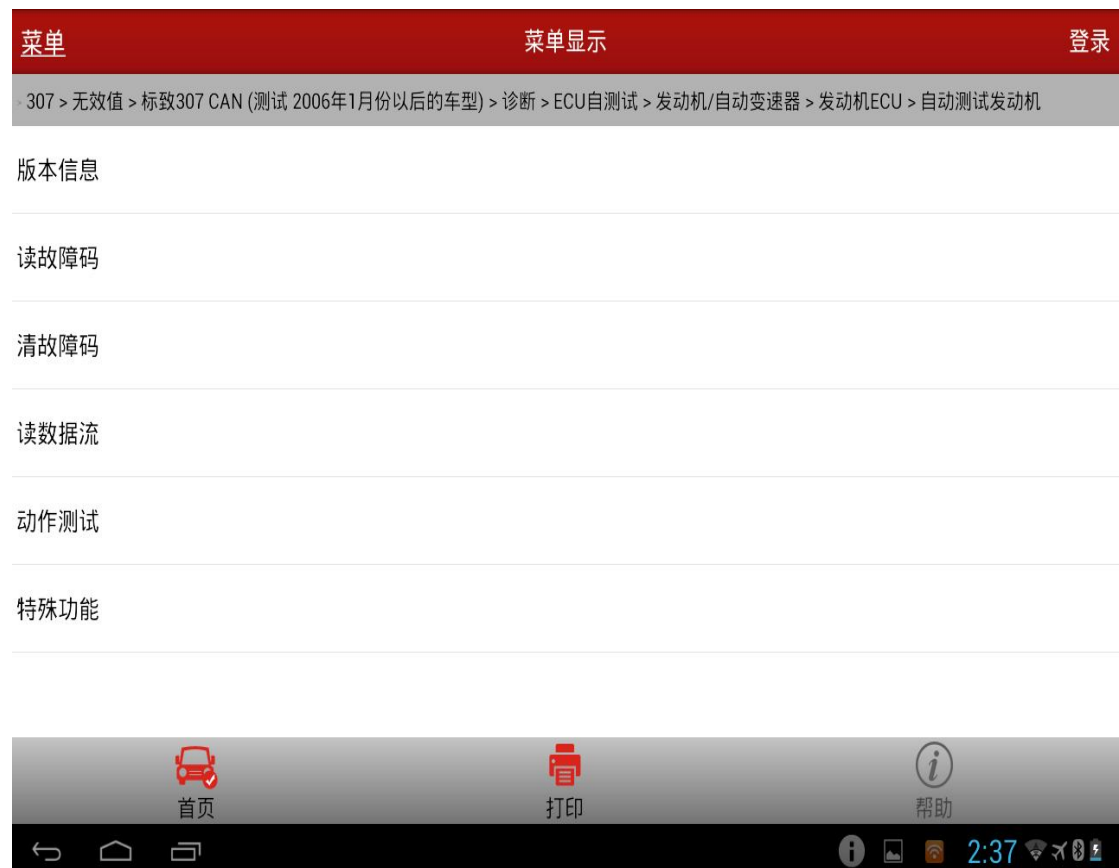 菜单 菜单显示 登录
307 > 无效值 > 标致307 CAN (测试 2006年1月份以后的车型) > 诊断 > ECU自测试 > 发动机/自动变速器 > 发动机ECU > 自动测试发动机
版本信息
读故障码
清故障码
读数据流
动作测试
特殊功能
首页 打印 帮助
2:37